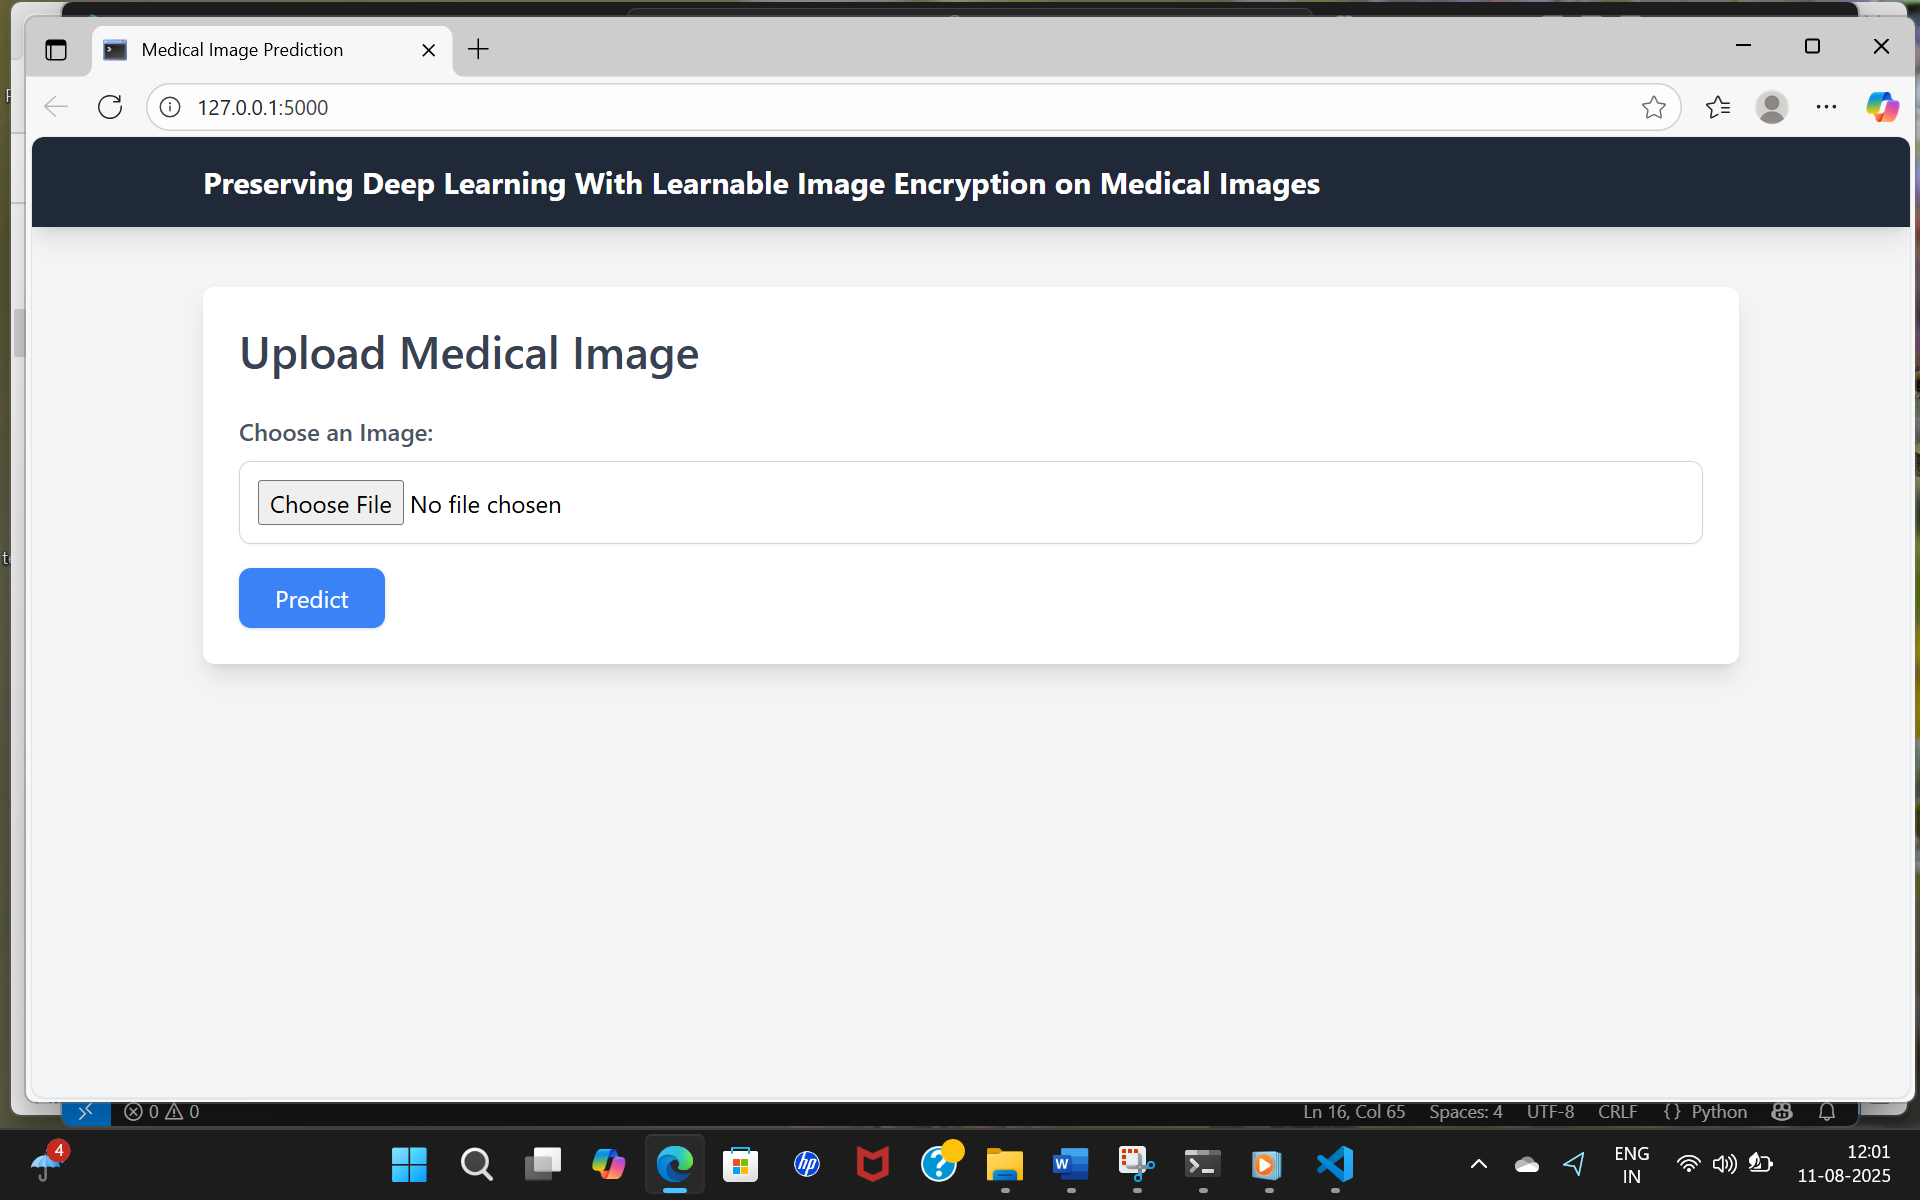 Medical Image Prediction
127.0.0.1:5000
Preserving Deep Learning With Learnable Image Encryption on Medical Images
Upload Medical Image
Choose an Image:
Choose File No file chosen
Predict
0 0 Ln 16, Col 65 Spaces: 4 UTF-8 CRLF {} Python
4
hp
W
ENG
IN
12:01
11-08-2025